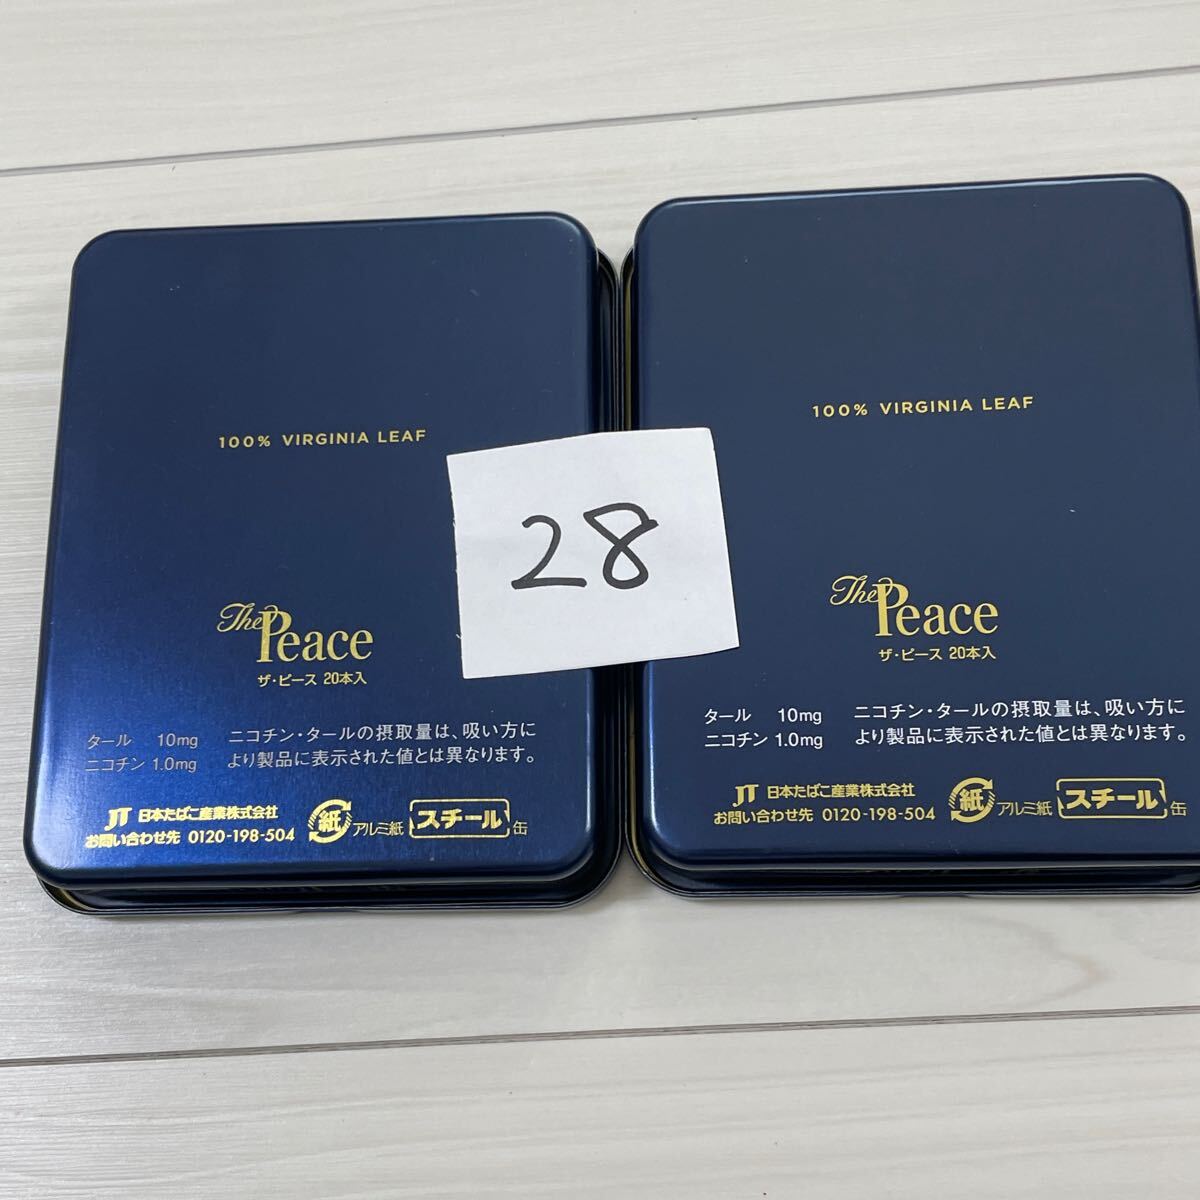 100% VIRGINIA LEAF
The Peace
ザ・ピース 20本入
タール 10mg
ニコチン 1.0mg
ニコチン・タールの摂取量は、吸い方に
より製品に表示された値とは異なります。
JT 日本たばこ産業株式会社
お問い合わせ先 0120-198-504
紙 アルミ紙 スチール 缶
28
100% VIRGINIA LEAF
The Peace
ザ・ピース 20本入
タール 10mg
ニコチン 1.0mg
ニコチン・タールの摂取量は、吸い方に
より製品に表示された値とは異なります。
JT 日本たばこ産業株式会社
お問い合わせ先 0120-198-504
紙 アルミ紙 スチール 缶